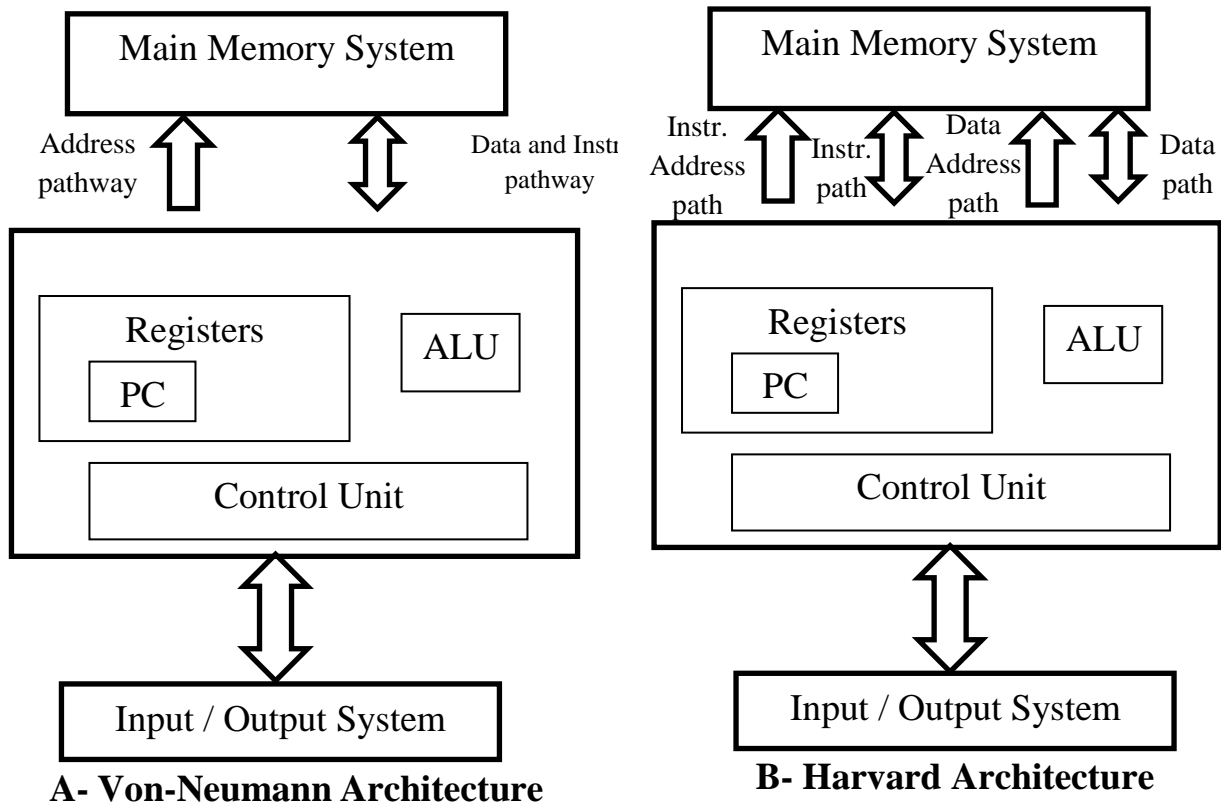 Main Memory System
Address
pathway
Data and Instr
pathway
Registers
PC
ALU
Control Unit
Input / Output System
A- Von-Neumann Architecture
Main Memory System
Instr.
Address
path
Instr.
path
Data
Address
path
Data
path
Registers
PC
ALU
Control Unit
Input / Output System
B- Harvard Architecture